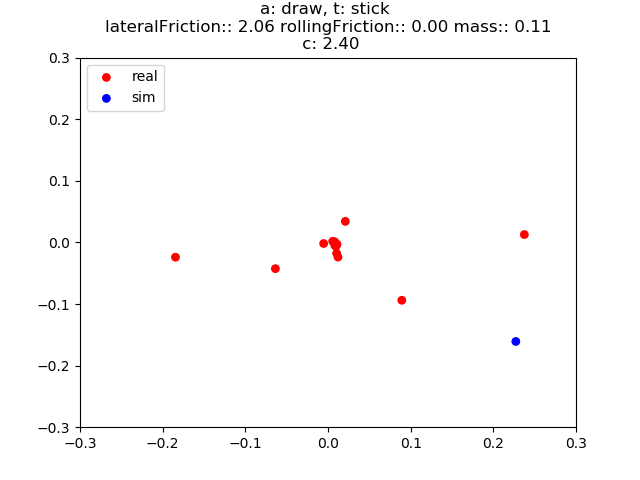 a: draw, t: stick
lateralFriction:: 2.06 rollingFriction:: 0.00 mass:: 0.11
c: 2.40
real
sim
0.3
0.2
0.1
0.0
−0.1
−0.2
−0.3
−0.3
−0.2
−0.1
0.0
0.1
0.2
0.3